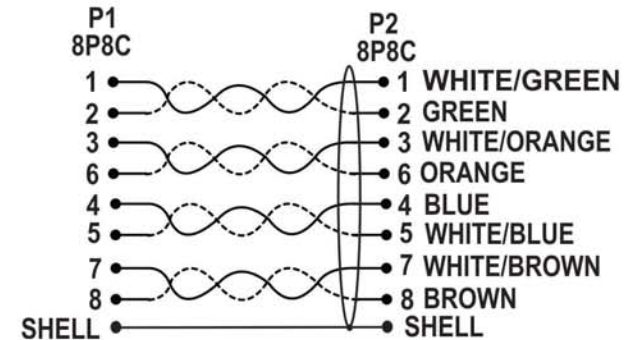 P1 P2
8P8C 8P8C
1 1 WHITE/GREEN
2 2 GREEN
3 3 WHITE/ORANGE
6 6 ORANGE
4 4 BLUE
5 5 WHITE/BLUE
7 7 WHITE/BROWN
8 8 BROWN
SHELL SHELL